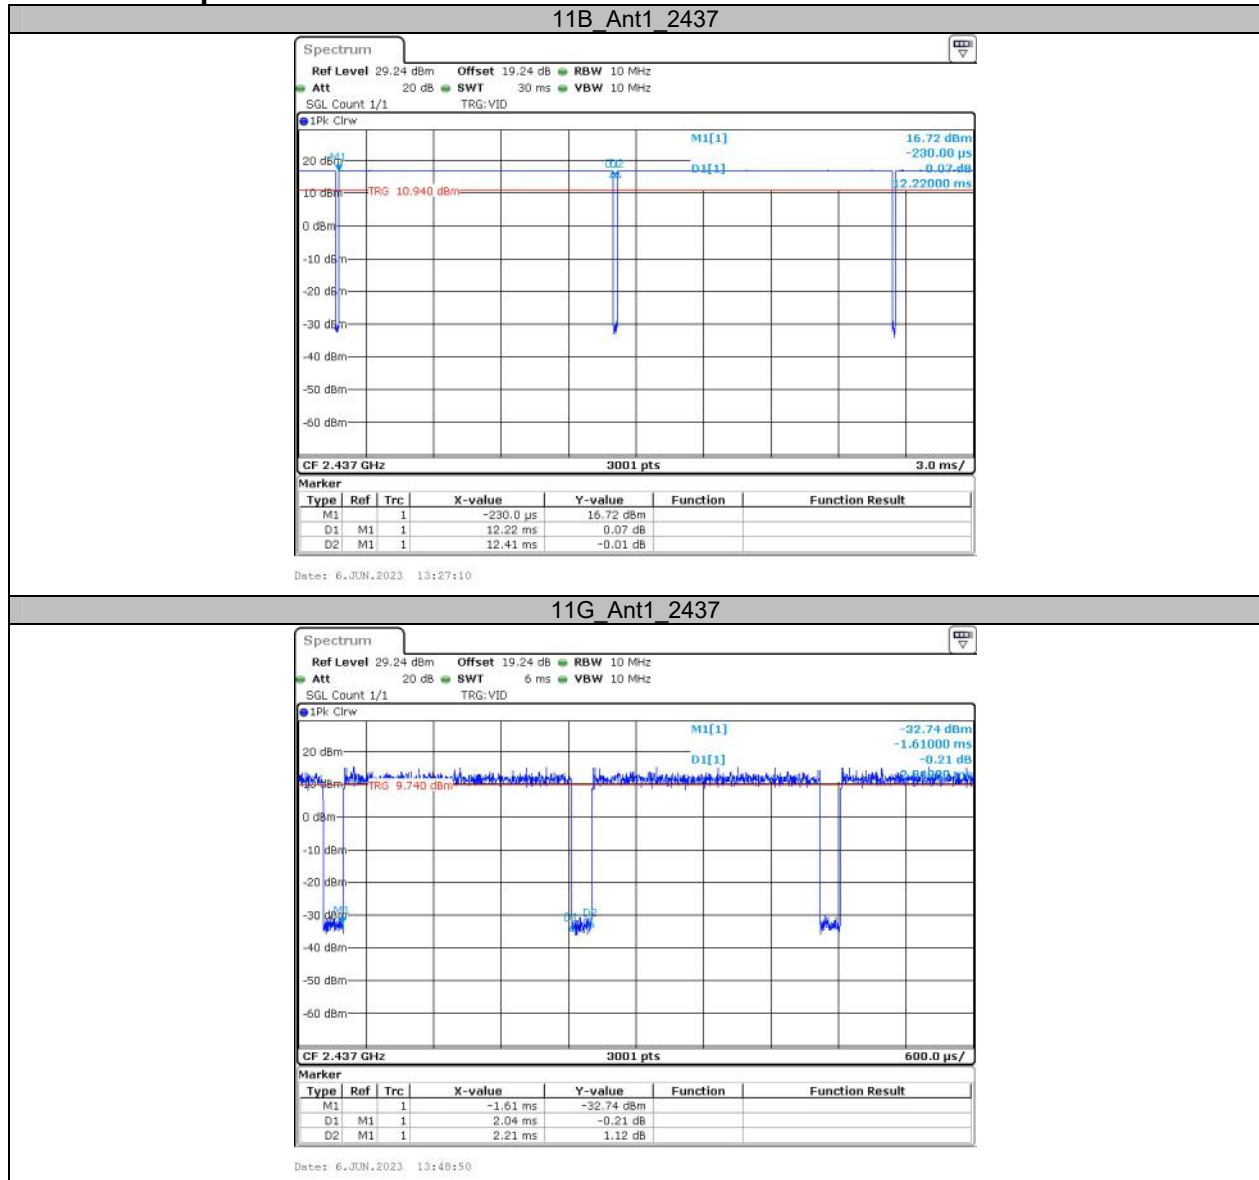 11B_Ant1_2437
Spectrum
Ref Level 29.24 dBm Offset 19.24 dB RBW 10 MHz
Att 20 dB SWT 30 ms VBW 10 MHz
SGL Count 1/1 TRG:VID
1Pk Clrw
M1[1] 16.72 dBm
-230.00 µs
D1[1] 0.07 dB
12.22000 ms
M1
D2
20 dBm
TRG 10.940 dBm
10 dBm
0 dBm
-10 dBm
-20 dBm
-30 dBm
-40 dBm
-50 dBm
-60 dBm
CF 2.437 GHz 3001 pts 3.0 ms/
Marker
Type Ref Trc X-value Y-value Function Function Result
M1 1 -230.0 µs 16.72 dBm
D1 M1 1 12.22 ms 0.07 dB
D2 M1 1 12.41 ms -0.01 dB
Date: 6.JUN.2023 13:27:10
11G_Ant1_2437
Spectrum
Ref Level 29.24 dBm Offset 19.24 dB RBW 10 MHz
Att 20 dB SWT 6 ms VBW 10 MHz
SGL Count 1/1 TRG:VID
1Pk Clrw
M1[1] -32.74 dBm
-1.61000 ms
D1[1] -0.21 dB
20 dBm
10 dBm
TRG 9.740 dBm
0 dBm
-10 dBm
-20 dBm
-30 dBm
M1
D1 D2
-40 dBm
-50 dBm
-60 dBm
CF 2.437 GHz 3001 pts 600.0 µs/
Marker
Type Ref Trc X-value Y-value Function Function Result
M1 1 -1.61 ms -32.74 dBm
D1 M1 1 2.04 ms -0.21 dB
D2 M1 1 2.21 ms 1.12 dB
Date: 6.JUN.2023 13:48:50